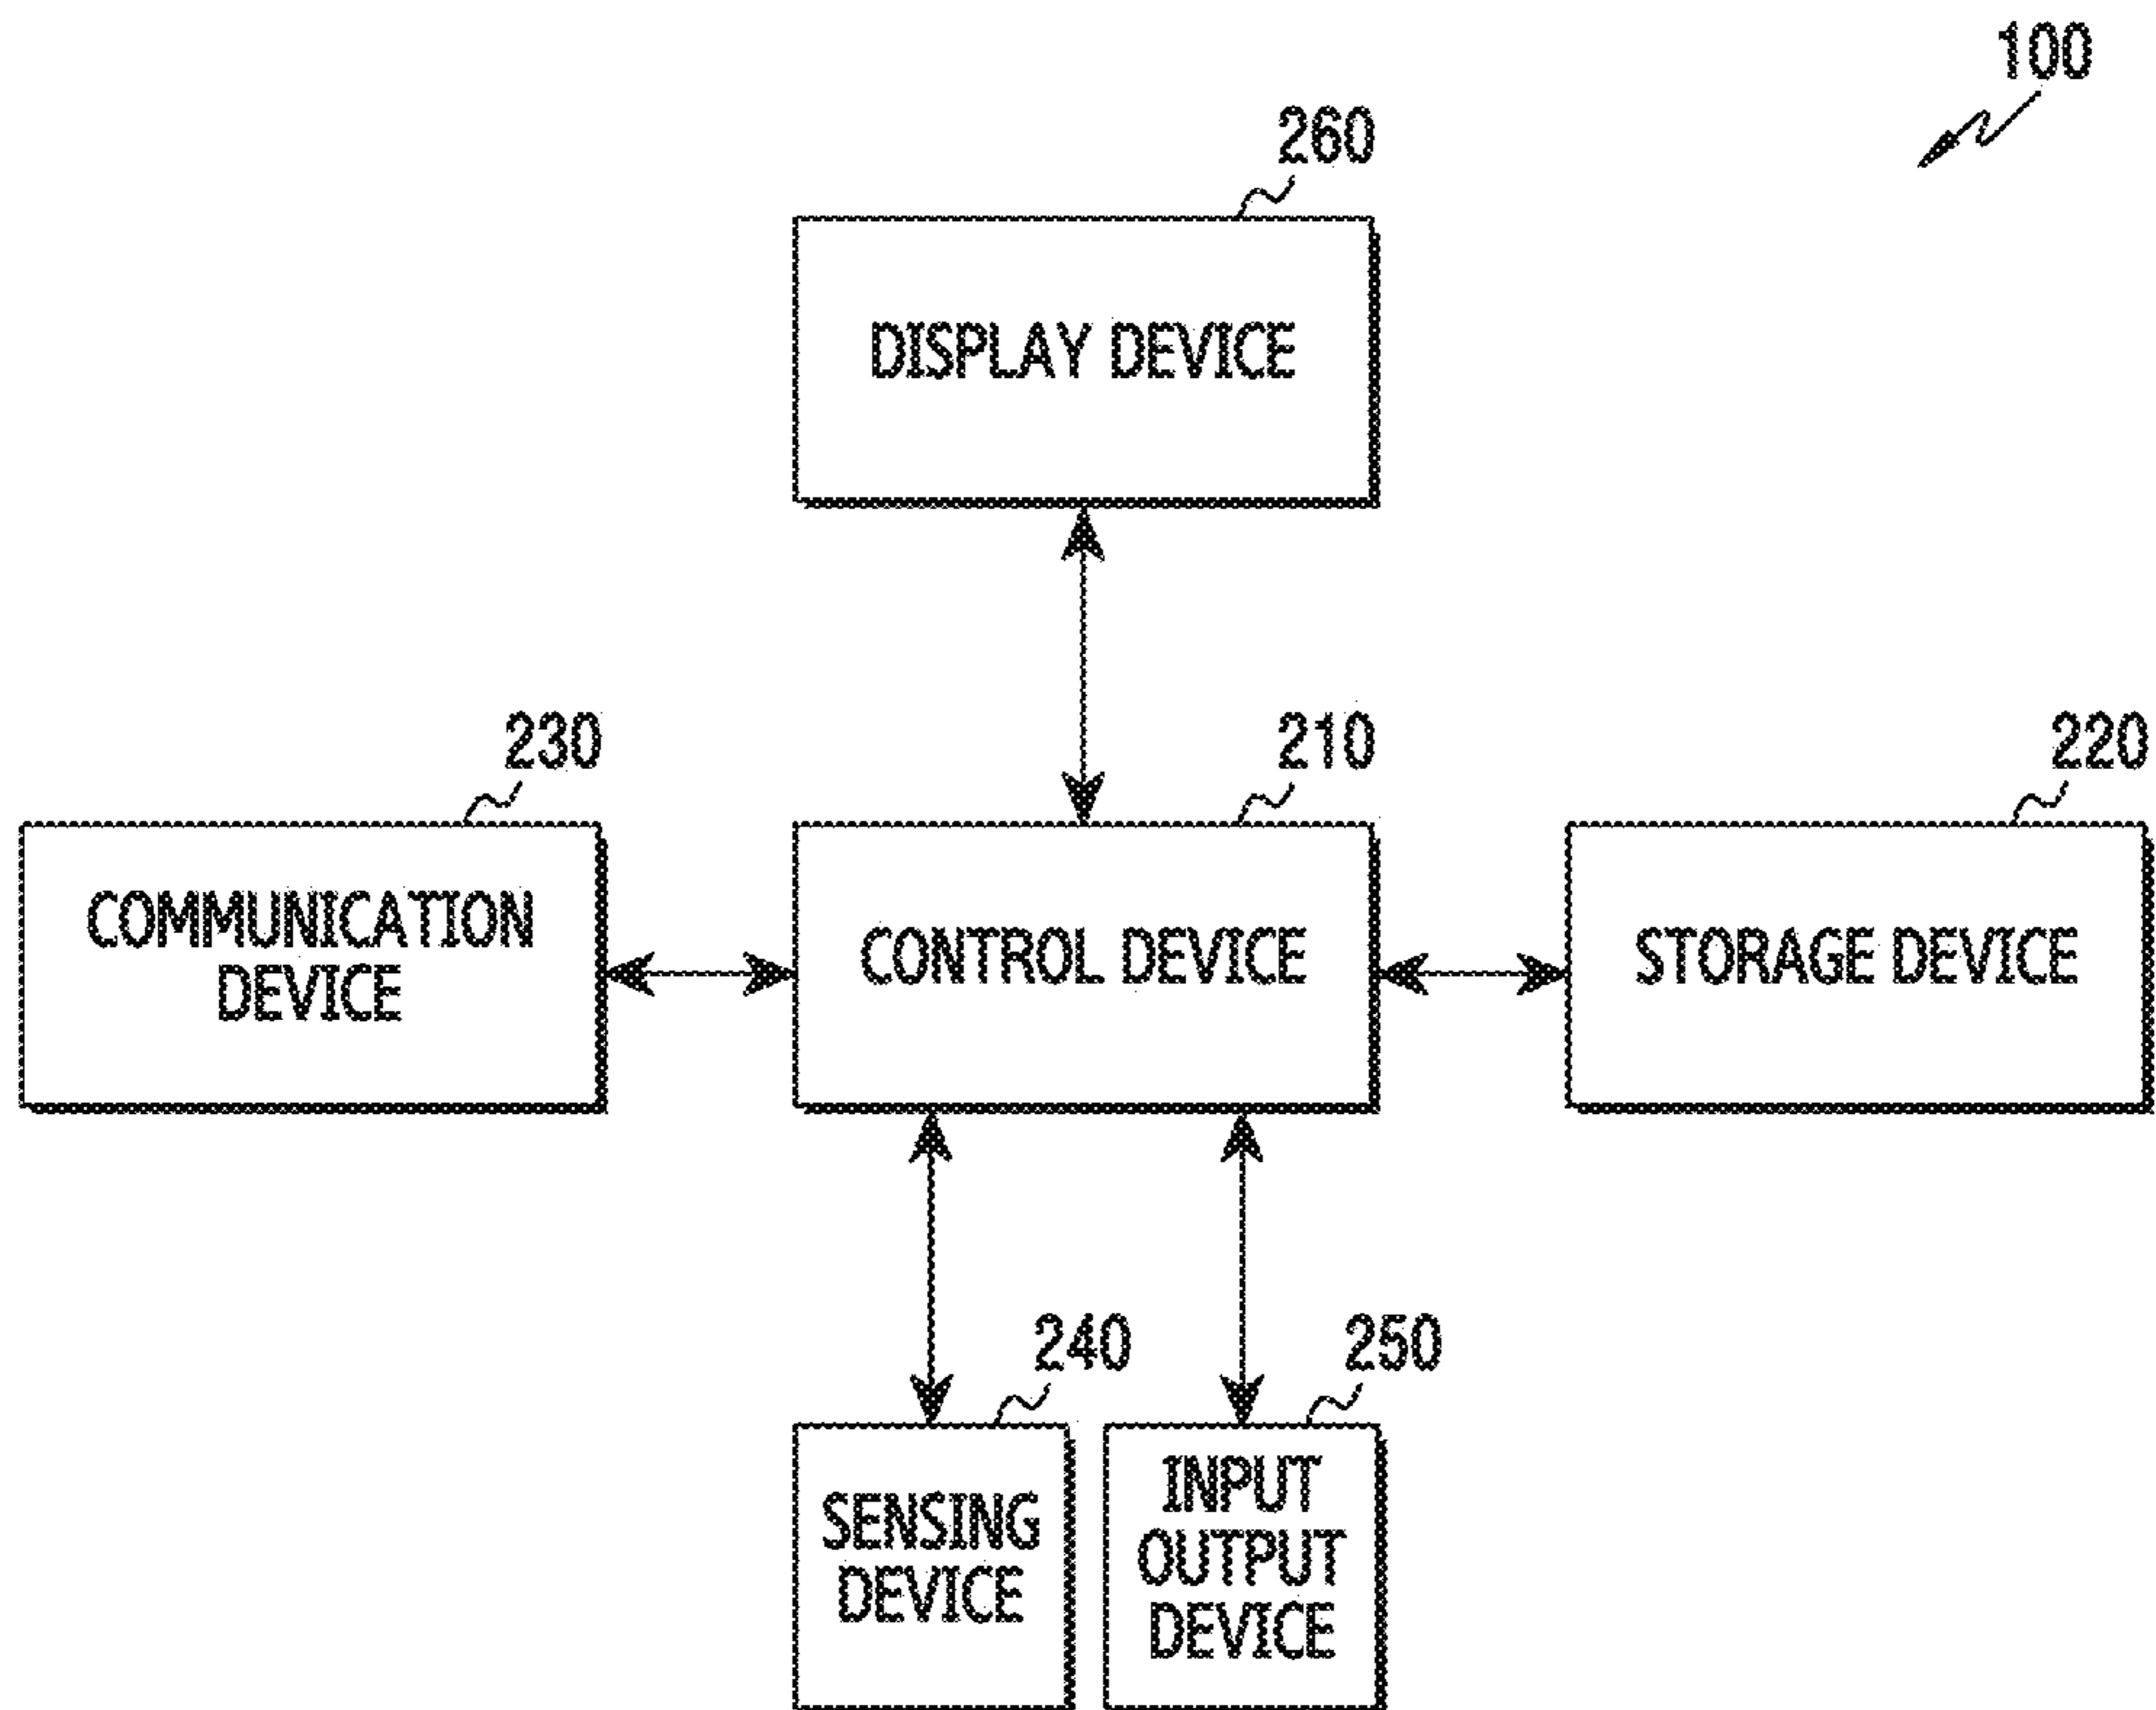 100
260
DISPLAY DEVICE
230
210
220
COMMUNICATION
DEVICE
CONTROL DEVICE
STORAGE DEVICE
240
250
SENSING
DEVICE
INPUT
OUTPUT
DEVICE